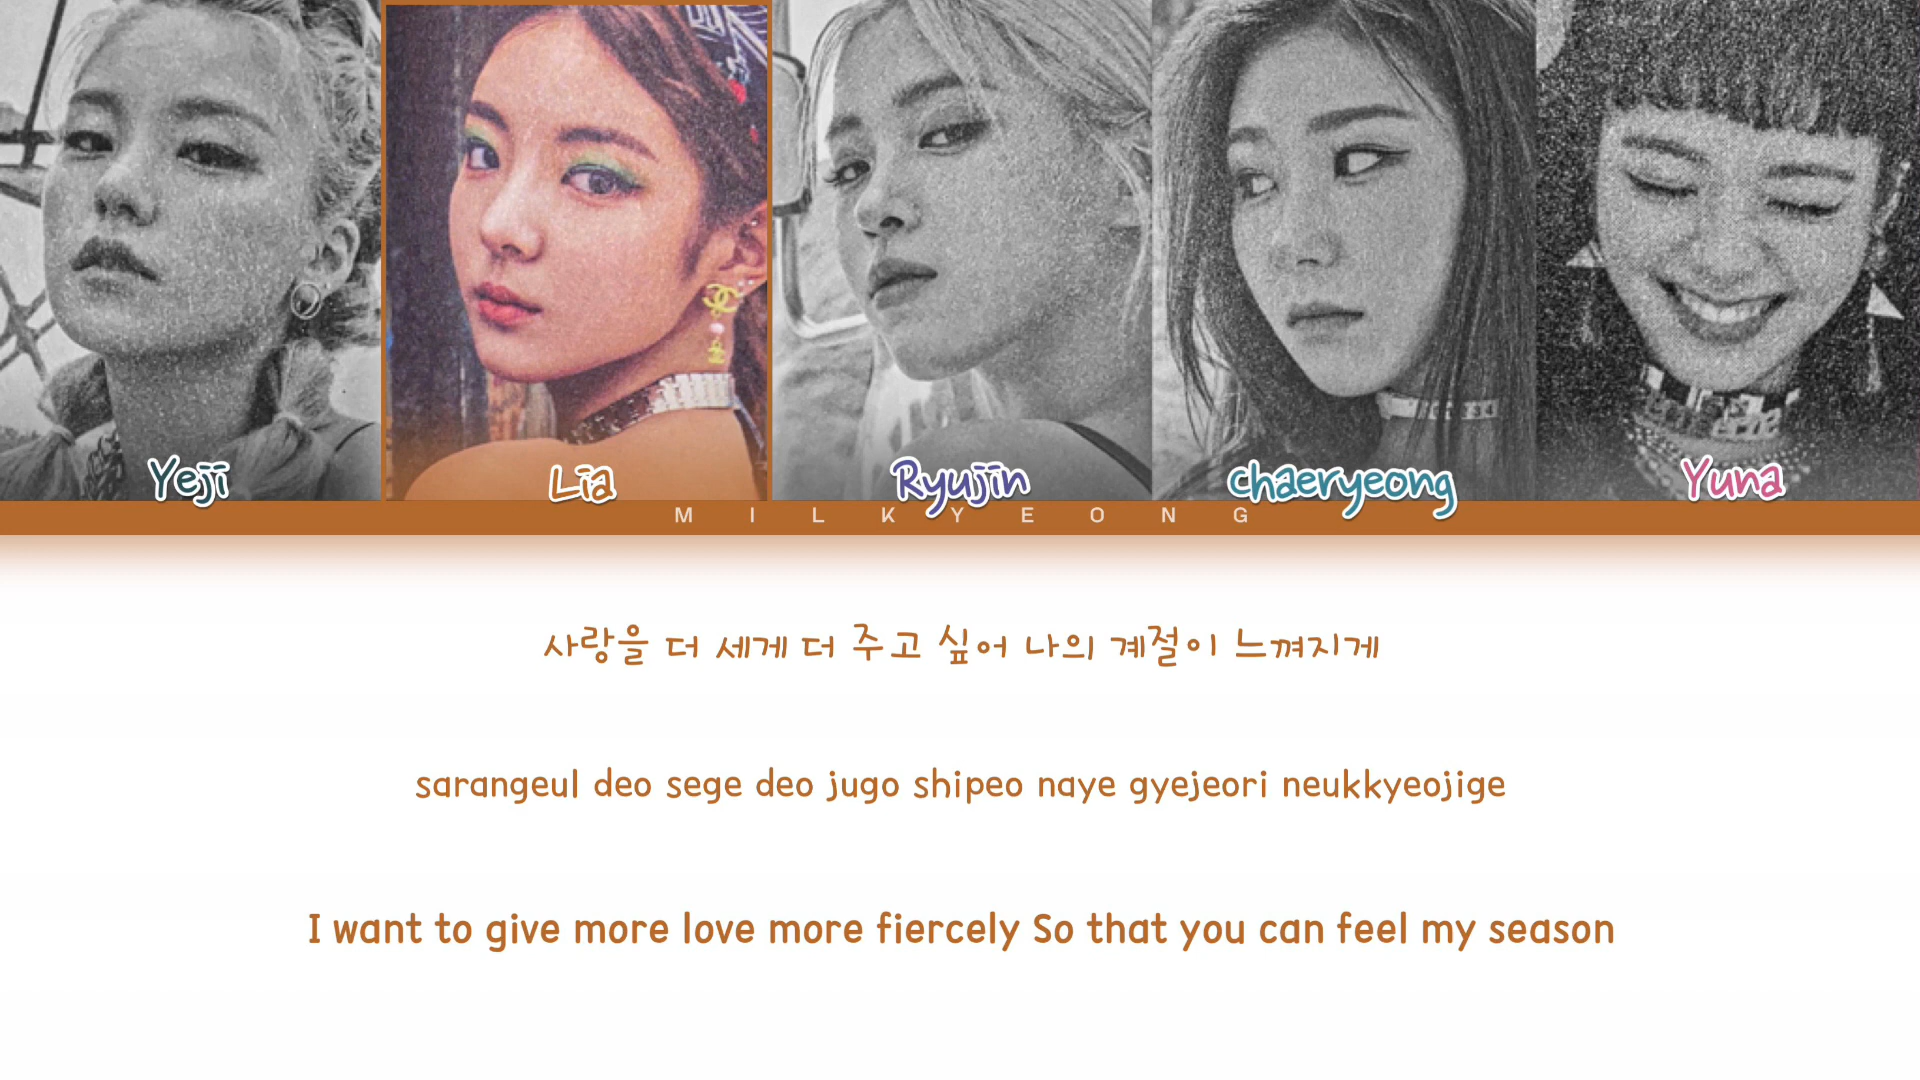 Yeji Lia Ryujin chaeryeong Yuna
MILKYEONG
사랑을 더 세게 더 주고 싶어 나의 계절이 느껴지게
sarangeul deo sege deo jugo shipeo naye gyejeori neukkyeojige
I want to give more love more fiercely So that you can feel my season